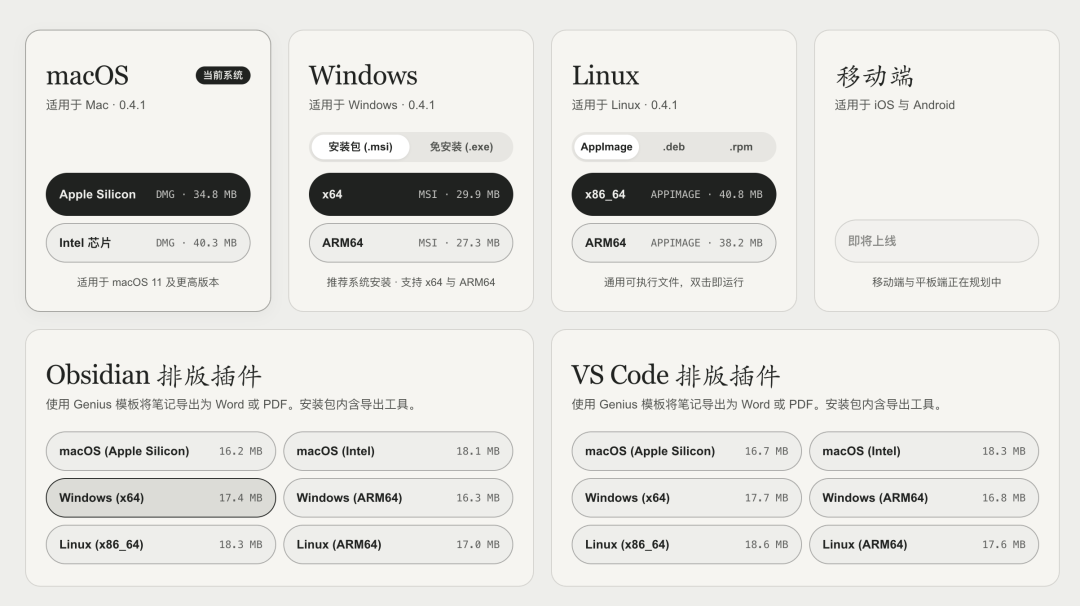 macOS 当前系统
适用于 Mac · 0.4.1
Apple Silicon DMG · 34.8 MB
Intel 芯片 DMG · 40.3 MB
适用于 macOS 11 及更高版本
Windows
适用于 Windows · 0.4.1
安装包 (.msi) 免安装 (.exe)
x64 MSI · 29.9 MB
ARM64 MSI · 27.3 MB
推荐系统安装 · 支持 x64 与 ARM64
Linux
适用于 Linux · 0.4.1
AppImage .deb .rpm
x86_64 APPIMAGE · 40.8 MB
ARM64 APPIMAGE · 38.2 MB
通用可执行文件，双击即运行
移动端
适用于 iOS 与 Android
即将上线
移动端与平板端正在规划中
Obsidian 排版插件
使用 Genius 模板将笔记导出为 Word 或 PDF。安装包内含导出工具。
macOS (Apple Silicon) 16.2 MB macOS (Intel) 18.1 MB
Windows (x64) 17.4 MB Windows (ARM64) 16.3 MB
Linux (x86_64) 18.3 MB Linux (ARM64) 17.0 MB
VS Code 排版插件
使用 Genius 模板将笔记导出为 Word 或 PDF。安装包内含导出工具。
macOS (Apple Silicon) 16.7 MB macOS (Intel) 18.3 MB
Windows (x64) 17.7 MB Windows (ARM64) 16.8 MB
Linux (x86_64) 18.6 MB Linux (ARM64) 17.6 MB